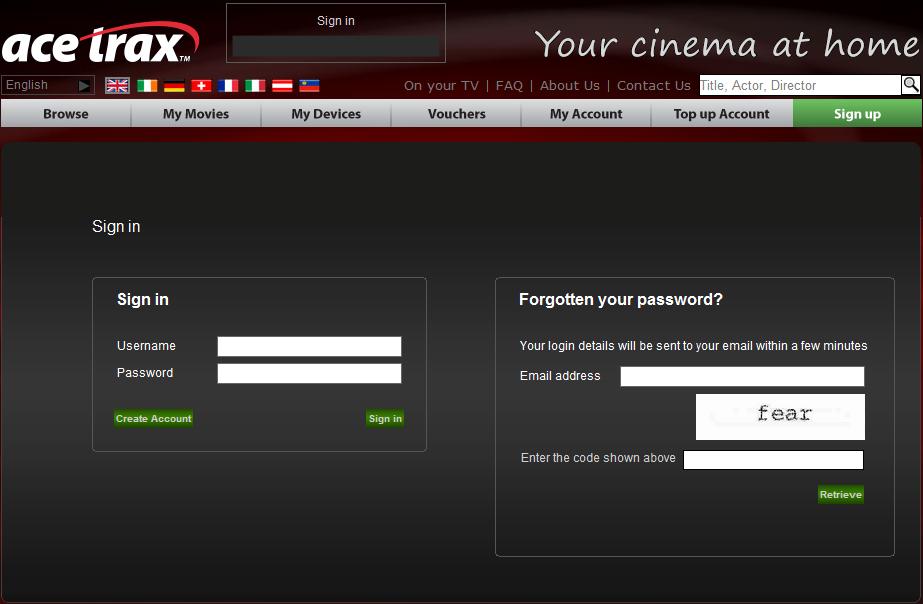 Sign in
ace trax TM
Your cinema at home
English
On your TV | FAQ | About Us | Contact Us
Title, Actor, Director
Browse
My Movies
My Devices
Vouchers
My Account
Top up Account
Sign up
Sign in
Sign in
Username
Password
Create Account
Sign in
Forgotten your password?
Your login details will be sent to your email within a few minutes
Email address
fear
Enter the code shown above
Retrieve